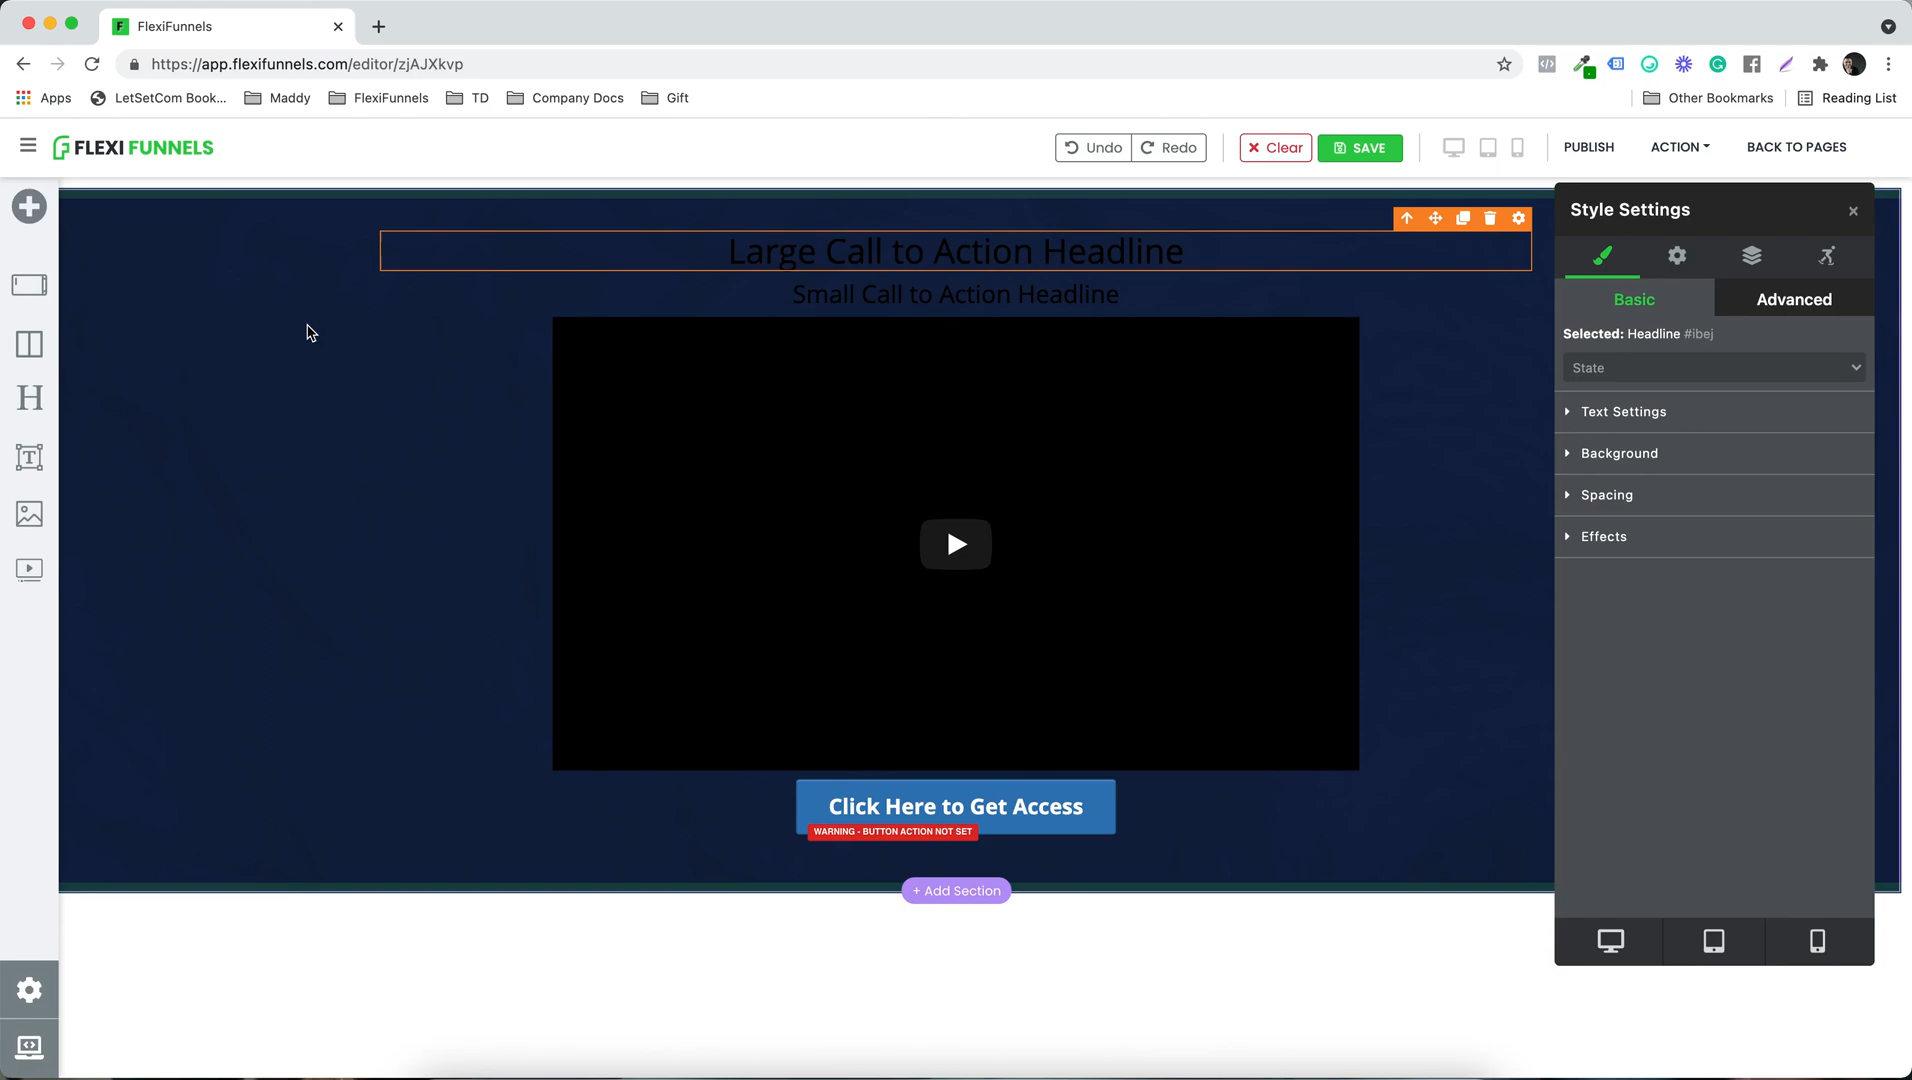 F FlexiFunnels
https://app.flexifunnels.com/editor/zjAJXkvp
Apps LetSetCom Book... Maddy FlexiFunnels TD Company Docs Gift Other Bookmarks Reading List
FLEXI FUNNELS Undo Redo Clear SAVE PUBLISH ACTION BACK TO PAGES
Style Settings
Large Call to Action Headline
Small Call to Action Headline
Basic Advanced
Selected: Headline #ibej
State
Text Settings
H
Background
T
Spacing
Effects
Click Here to Get Access
WARNING - BUTTON ACTION NOT SET
+ Add Section